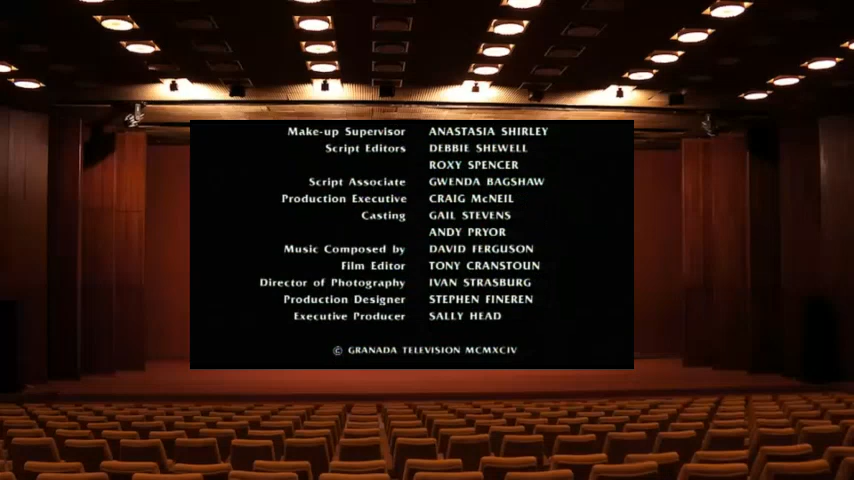 Make-up Supervisor ANASTASIA SHIRLEY
Script Editors DEBBIE SHEWELL
ROXY SPENCER
Script Associate GWENDA BAGSHAW
Production Executive CRAIG McNEIL
Casting GAIL STEVENS
ANDY PRYOR
Music Composed by DAVID FERGUSON
Film Editor TONY CRANSTOUN
Director of Photography IVAN STRASBURG
Production Designer STEPHEN FINEREN
Executive Producer SALLY HEAD
© GRANADA TELEVISION MCMXCIV